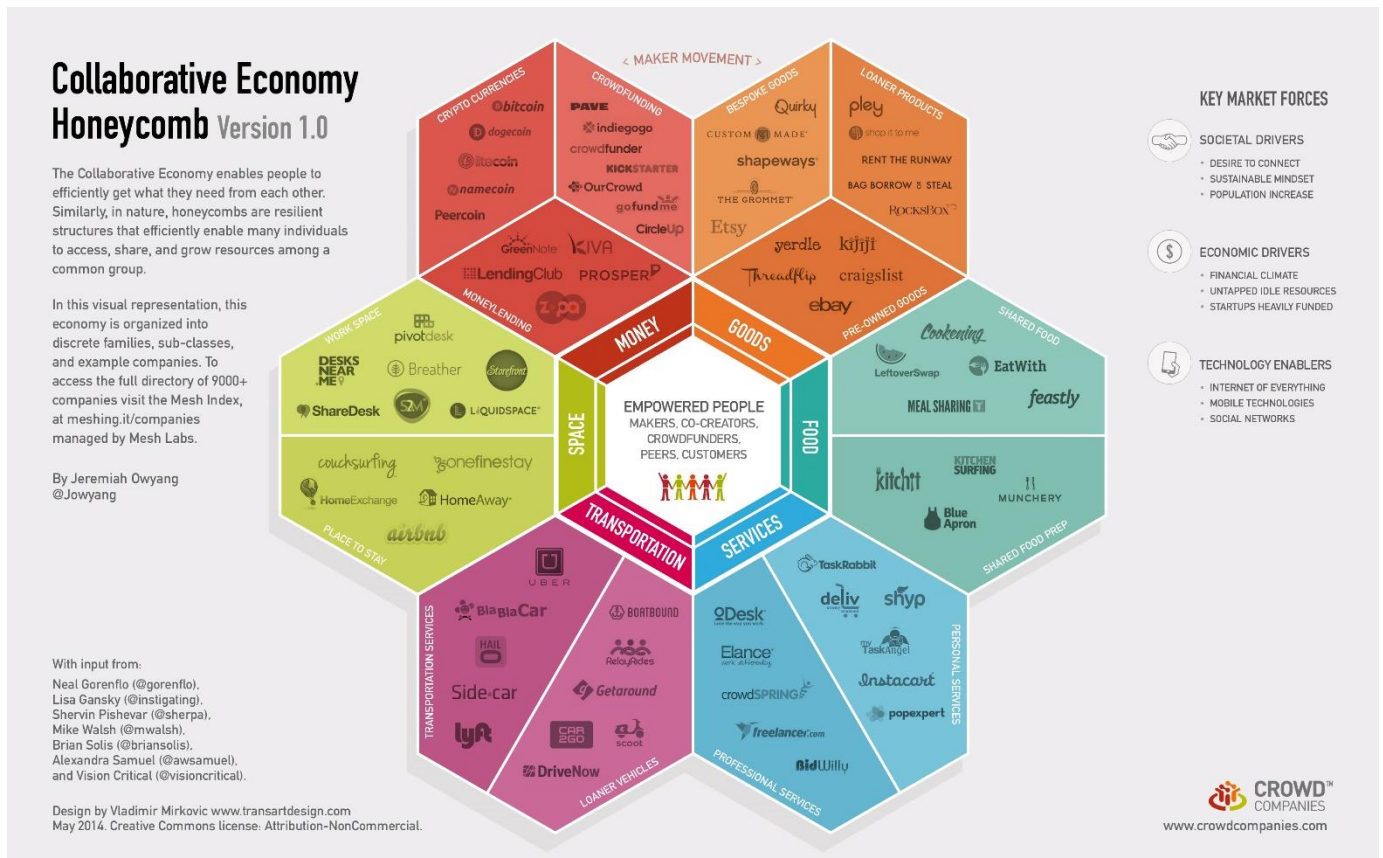 Collaborative Economy
Honeycomb Version 1.0
The Collaborative Economy enables people to
efficiently get what they need from each other.
Similarly, in nature, honeycombs are resilient
structures that efficiently enable many individuals
to access, share, and grow resources among a
common group.
In this visual representation, this
economy is organized into
discrete families, sub-classes,
and example companies. To
access the full directory of 9000+
companies visit the Mesh Index,
at meshing.it/companies
managed by Mesh Labs.
By Jeremiah Owyang
@Jowyang
With input from:
Neal Gorenflo (@gorenflo),
Lisa Gansky (@instigating),
Shervin Pishevar (@sherpa),
Mike Walsh (@mwalsh),
Brian Solis (@briansolis),
Alexandra Samuel (@awsamuel),
and Vision Critical (@visioncritical).
Design by Vladimir Mirkovic www.transartdesign.com
May 2014. Creative Commons license: Attribution-NonCommercial.
< MAKER MOVEMENT >
CRYPTO CURRENCIES
bitcoin
dogecoin
litecoin
namecoin
Peercoin
CROWDFUNDING
PAVE
indiegogo
crowdfunder
KICKSTARTER
OurCrowd
gofundme
CircleUp
GreenNote
KIVA
LendingClub
PROSPER
Zopa
MONEYLENDING
MONEY
BESPOKE GOODS
Quirky
CUSTOM MADE
shapeways
THE GROMMET
Etsy
LOANER PRODUCTS
pley
shop it to me
RENT THE RUNWAY
BAG BORROW & STEAL
ROCKSBOX
yerdle
kijiji
Threadflip
craigslist
ebay
PRE-OWNED GOODS
GOODS
WORK SPACE
pivotdesk
DESKS
NEAR
.ME
Breather
Storefront
ShareDesk
S2M
LIQUIDSPACE
couchsurfing
onefinestay
HomeExchange
HomeAway
airbnb
PLACE TO STAY
SPACE
EMPOWERED PEOPLE
MAKERS, CO-CREATORS,
CROWDFUNDERS,
PEERS, CUSTOMERS
SHARED FOOD
Cookening
LeftoverSwap
EatWith
MEAL SHARING
feastly
kitchit
KITCHEN
SURFING
MUNCHERY
Blue
Apron
SHARED FOOD PREP
FOOD
TRANSPORTATION
TRANSPORTATION SERVICES
UBER
BlaBlaCar
HAILO
Side-car
lyft
BOATBOUND
RelayRides
Getaround
CAR
2GO
scoot
DriveNow
LOANER VEHICLES
SERVICES
oDesk
Elance
work differently
crowdSPRING
freelancer.com
BidWilly
PROFESSIONAL SERVICES
TaskRabbit
deliv
shyp
my
TaskAngel
Instacart
popexpert
PERSONAL SERVICES
KEY MARKET FORCES
SOCIETAL DRIVERS
• DESIRE TO CONNECT
• SUSTAINABLE MINDSET
• POPULATION INCREASE
$
ECONOMIC DRIVERS
• FINANCIAL CLIMATE
• UNTAPPED IDLE RESOURCES
• STARTUPS HEAVILY FUNDED
TECHNOLOGY ENABLERS
• INTERNET OF EVERYTHING
• MOBILE TECHNOLOGIES
• SOCIAL NETWORKS
CROWD™
COMPANIES
www.crowdcompanies.com